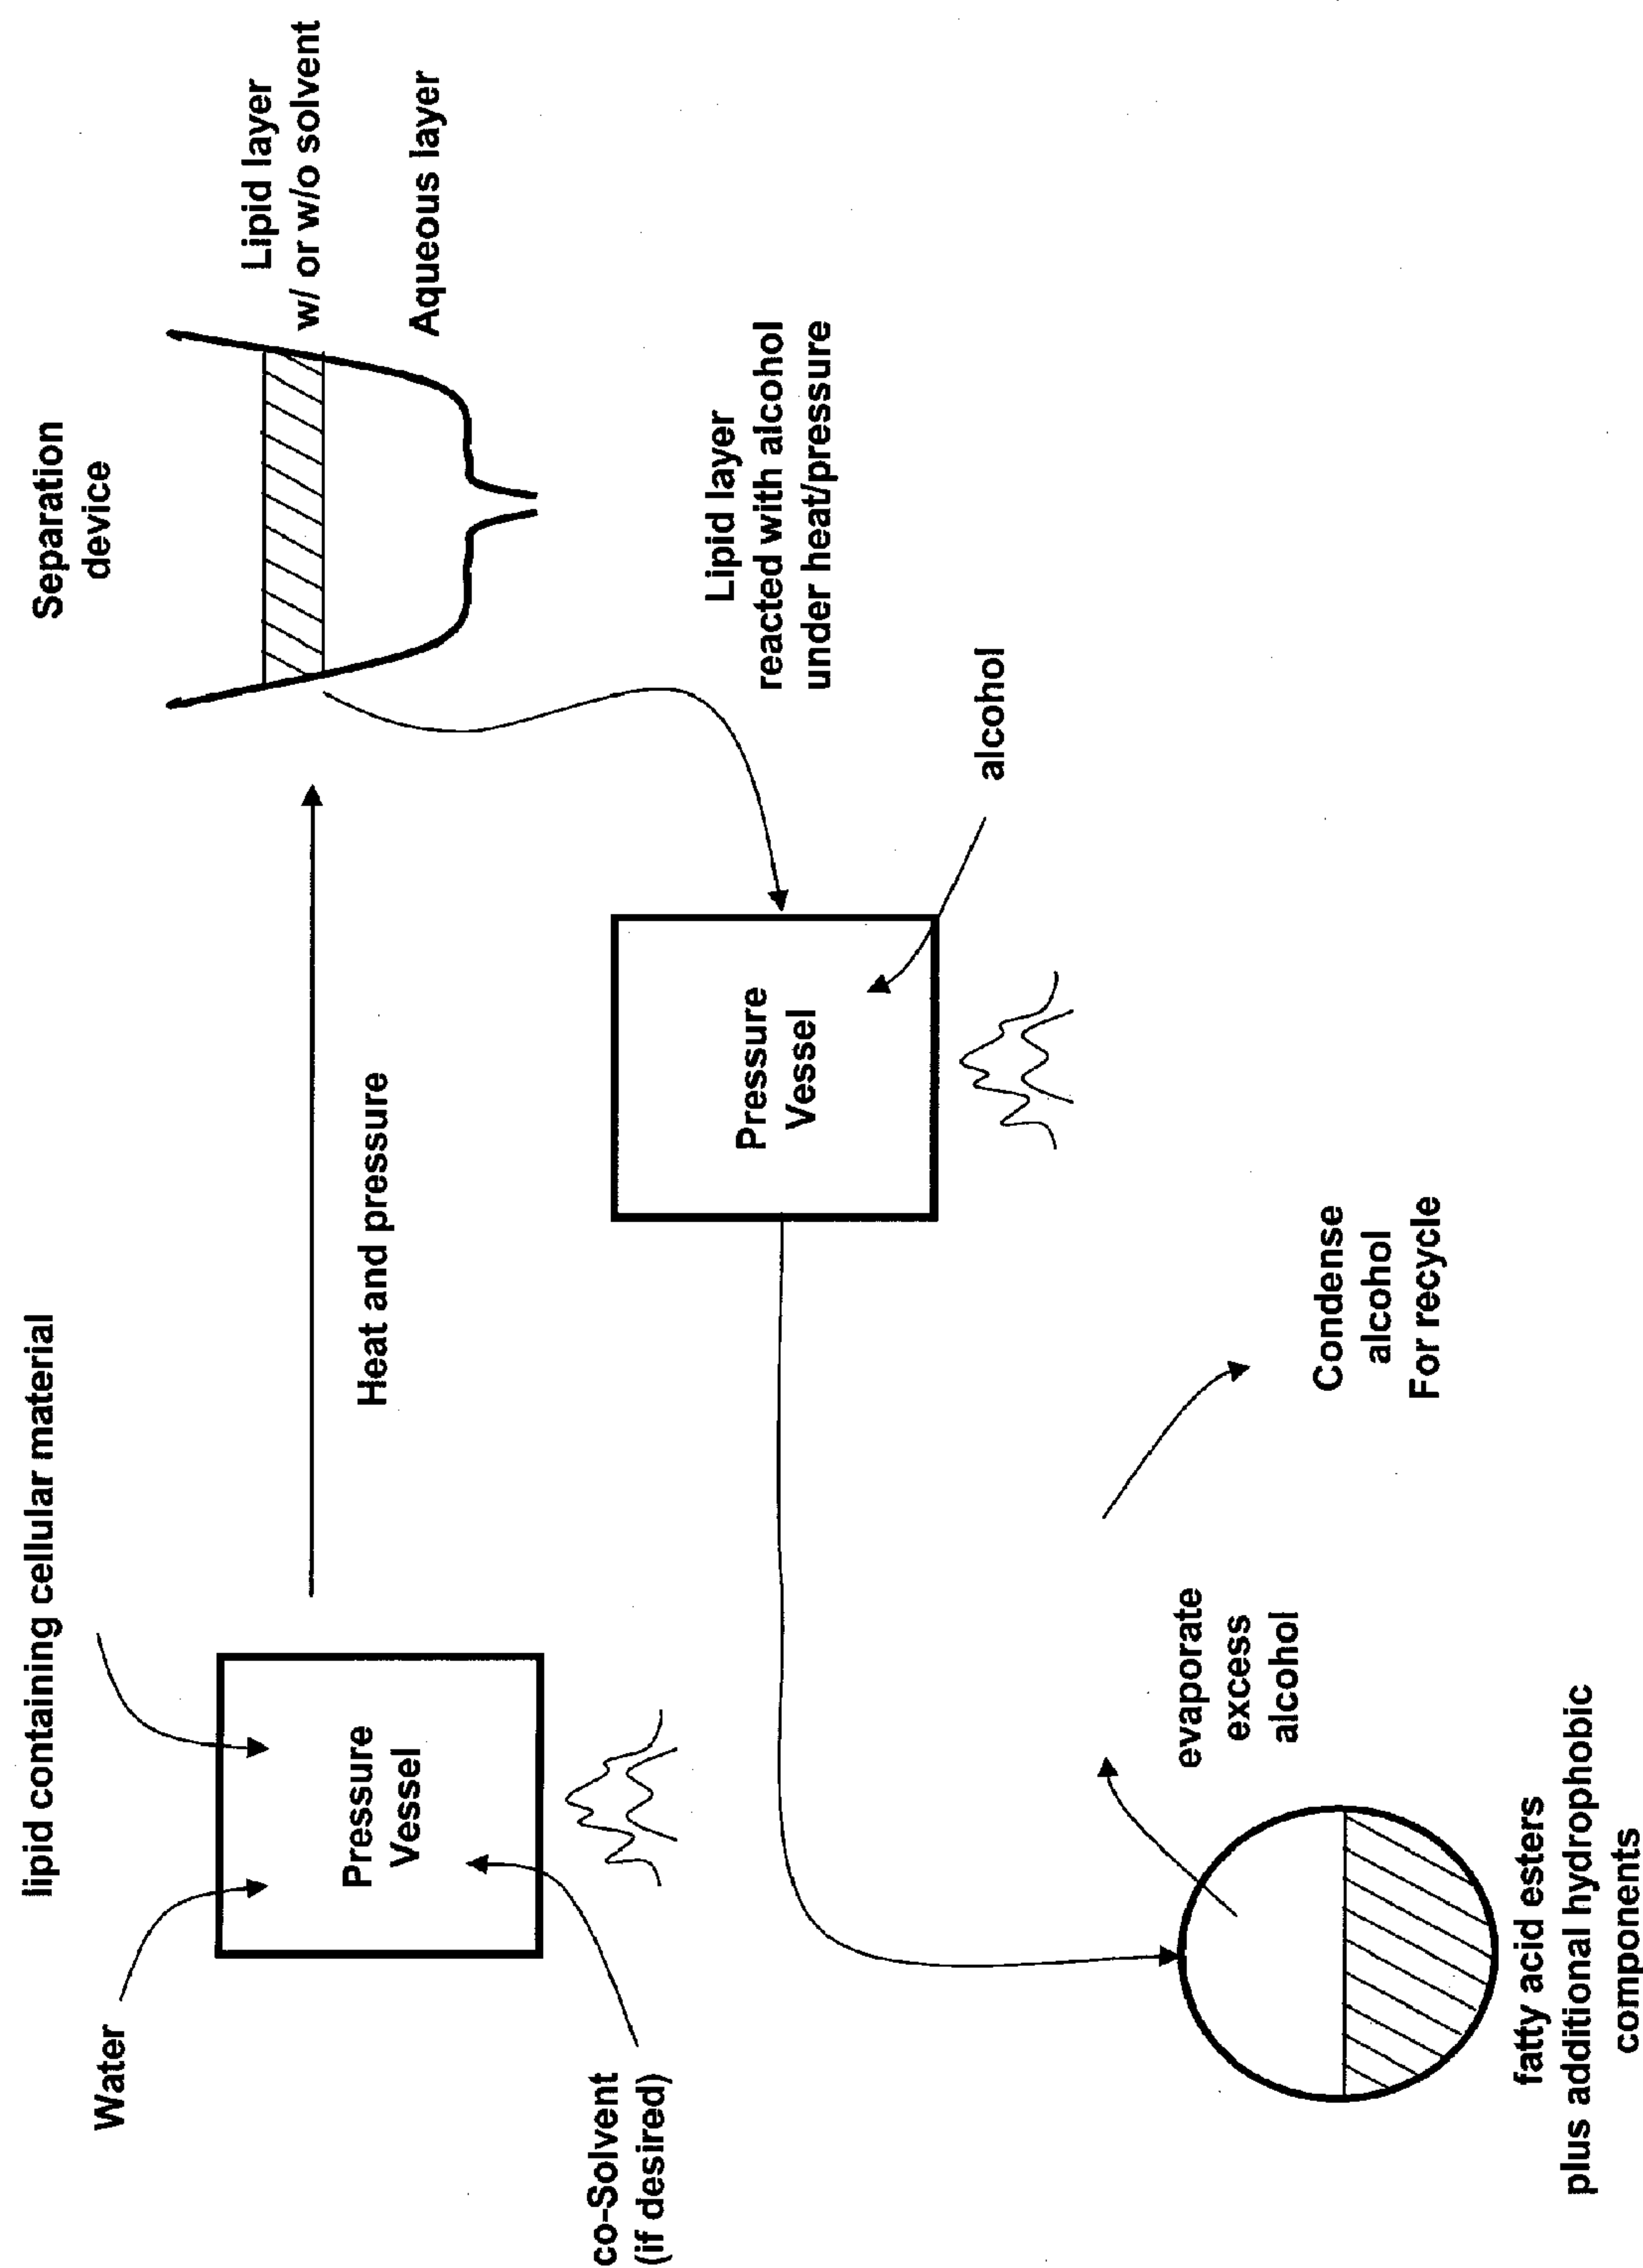 lipid containing cellular material
Water
Pressure
Vessel
co-Solvent
(if desired)
Heat and pressure
Separation
device
Lipid layer
w/ or w/o solvent
Aqueous layer
Lipid layer
reacted with alcohol
under heat/pressure
alcohol
Pressure
Vessel
evaporate
excess
alcohol
Condense
alcohol
For recycle
fatty acid esters
plus additional hydrophobic
components